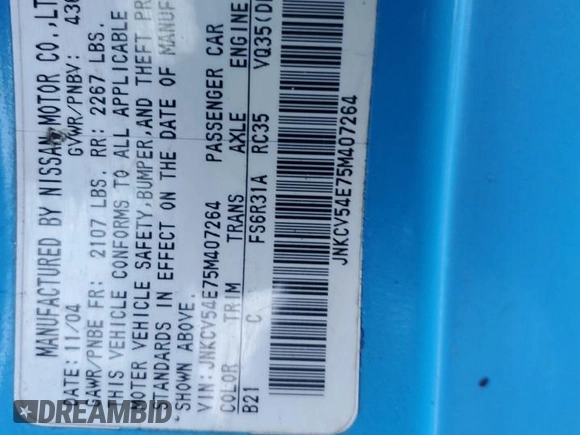 MANUFACTURED BY NISSAN MOTOR CO.,LT
DATE: 11/04 GVWR/PNBV: 436
GAWR/PNBE FR: 2107 LBS. RR: 2267 LBS.
THIS VEHICLE CONFORMS TO ALL APPLICABLE
MOTOR VEHICLE SAFETY,BUMPER,AND THEFT PR
STANDARDS IN EFFECT ON THE DATE OF MANUF
SHOWN ABOVE.
VIN:JNKCV54E75M407264 PASSENGER CAR
COLOR TRIM TRANS AXLE ENGINE
B21 C FS6R31A RC35 VQ35(D
JNKCV54E75M407264
DREAMBID